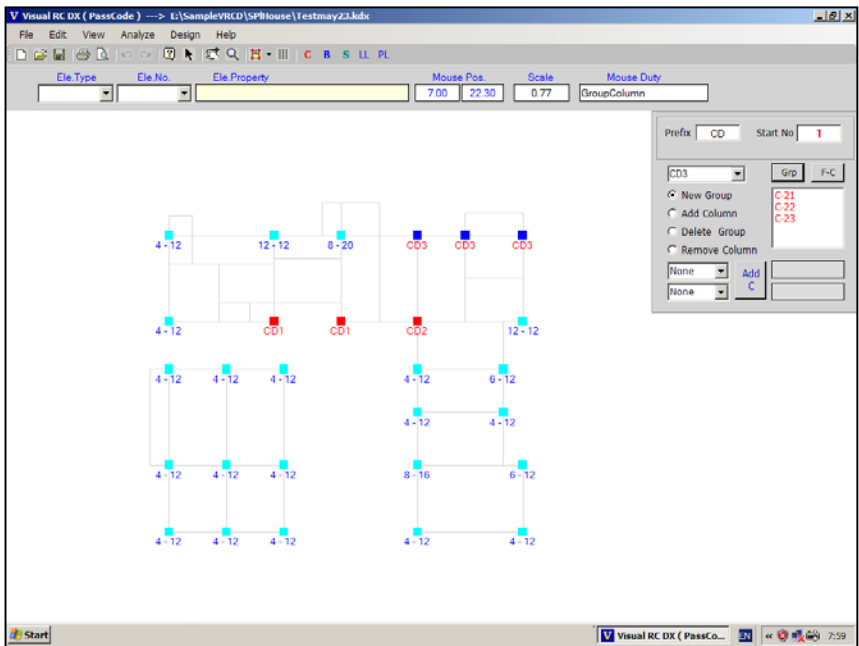 Visual RC DX ( PassCode ) ---> E:\SampleVRCD\SPlHouse\Testmay23.kdx
File Edit View Analyze Design Help
C B S LL PL
Ele.Type Ele.No. Ele.Property Mouse Pos. Scale Mouse Duty
7.00 22.30 0.77 GroupColumn
Prefix CD Start No 1
CD3 Grp F-C
New Group
Add Column
Delete Group
Remove Column
C-21
C-22
C-23
None
None
Add
C
4 - 12 12 - 12 8 - 20 CD3 CD3 CD3
4 - 12 CD1 CD1 CD2 12 - 12
4 - 12 4 - 12 4 - 12 4 - 12 6 - 12
4 - 12 4 - 12
4 - 12 4 - 12 4 - 12 8 - 16 6 - 12
4 - 12 4 - 12 4 - 12 4 - 12 4 - 12
Start Visual RC DX ( PassCo... EN « 7:59